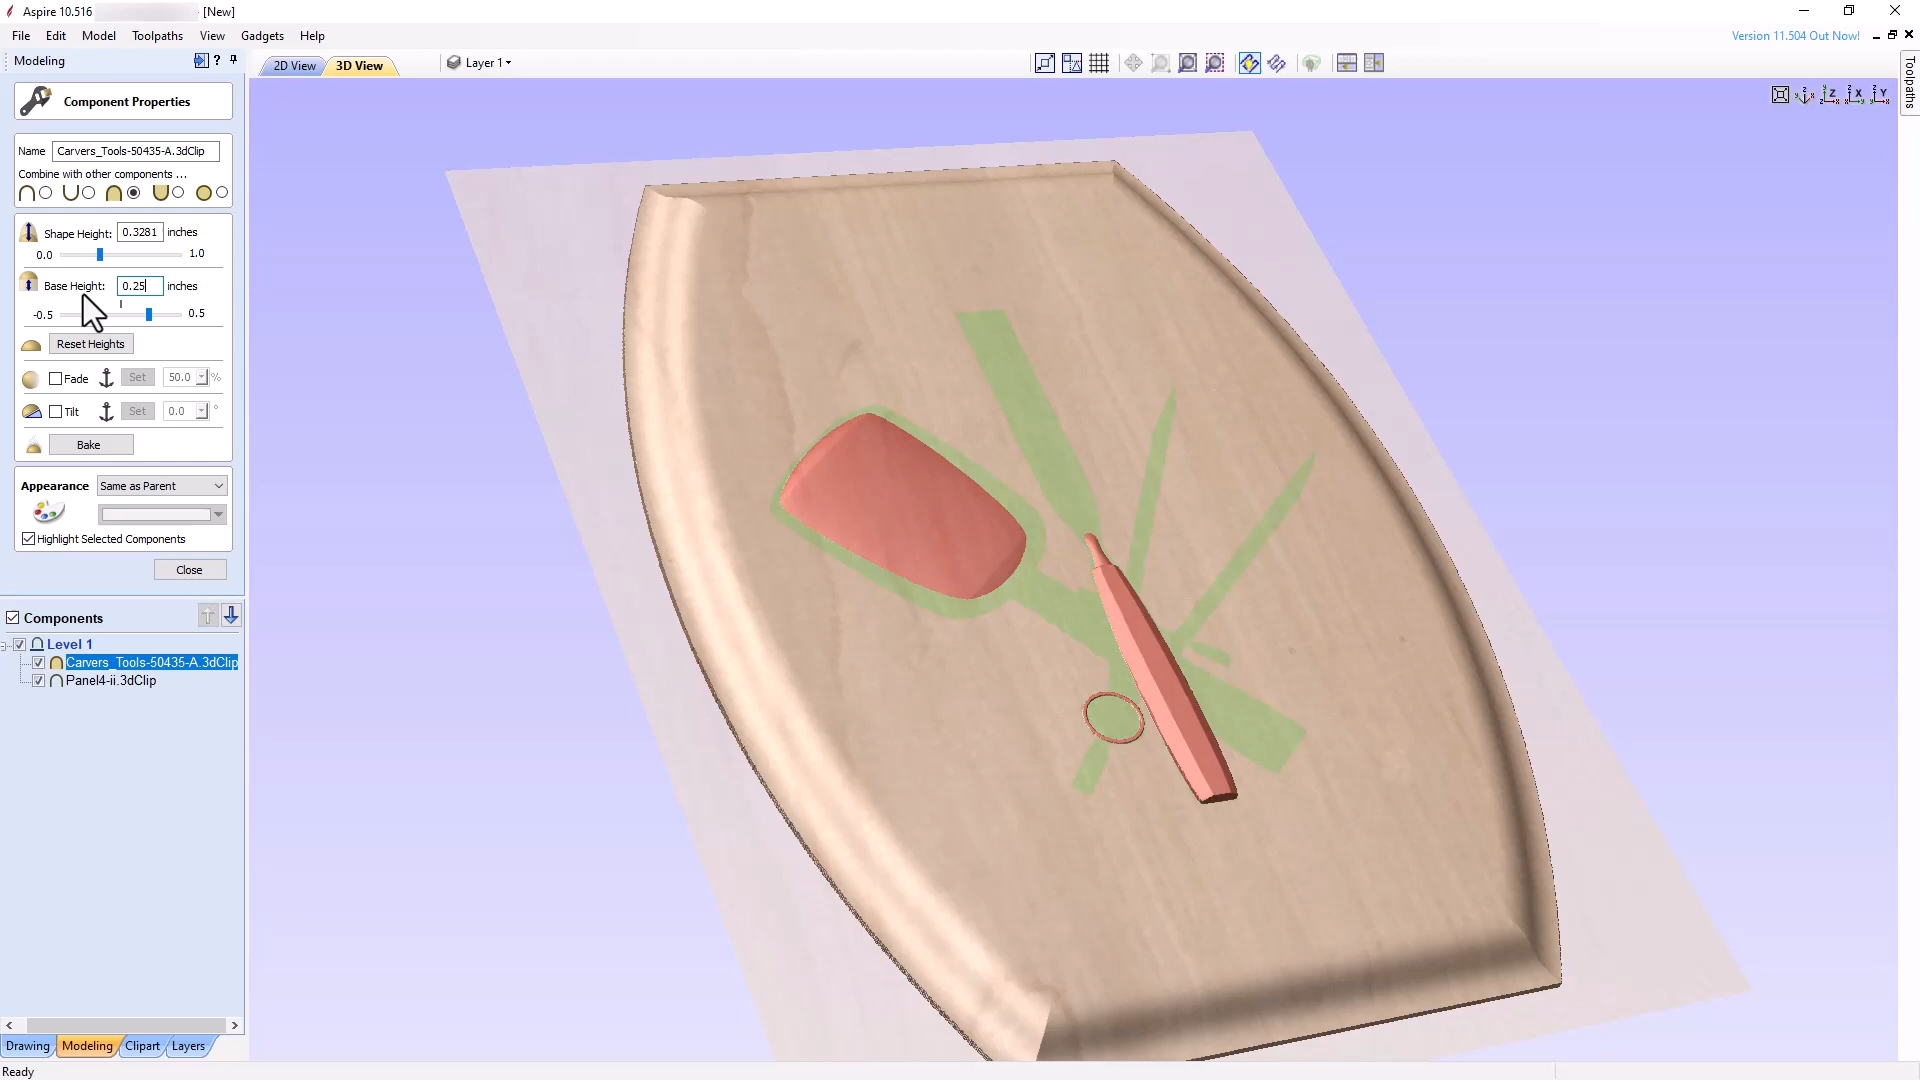 Aspire 10.516 [New]
File Edit Model Toolpaths View Gadgets Help
Version 11.504 Out Now!
Modeling ?
2D View 3D View Layer 1
Toolpaths
Z X Y
Component Properties
Name Carvers_Tools-50435-A.3dClip
Combine with other components ...
Shape Height: 0.3281 inches
0.0 1.0
Base Height: 0.25 inches
-0.5 0.5
Reset Heights
Fade Set 50.0 %
Tilt Set 0.0 °
Bake
Appearance Same as Parent
Highlight Selected Components
Close
Components
Level 1
Carvers_Tools-50435-A.3dClip
Panel4-ii.3dClip
Drawing Modeling Clipart Layers
Ready